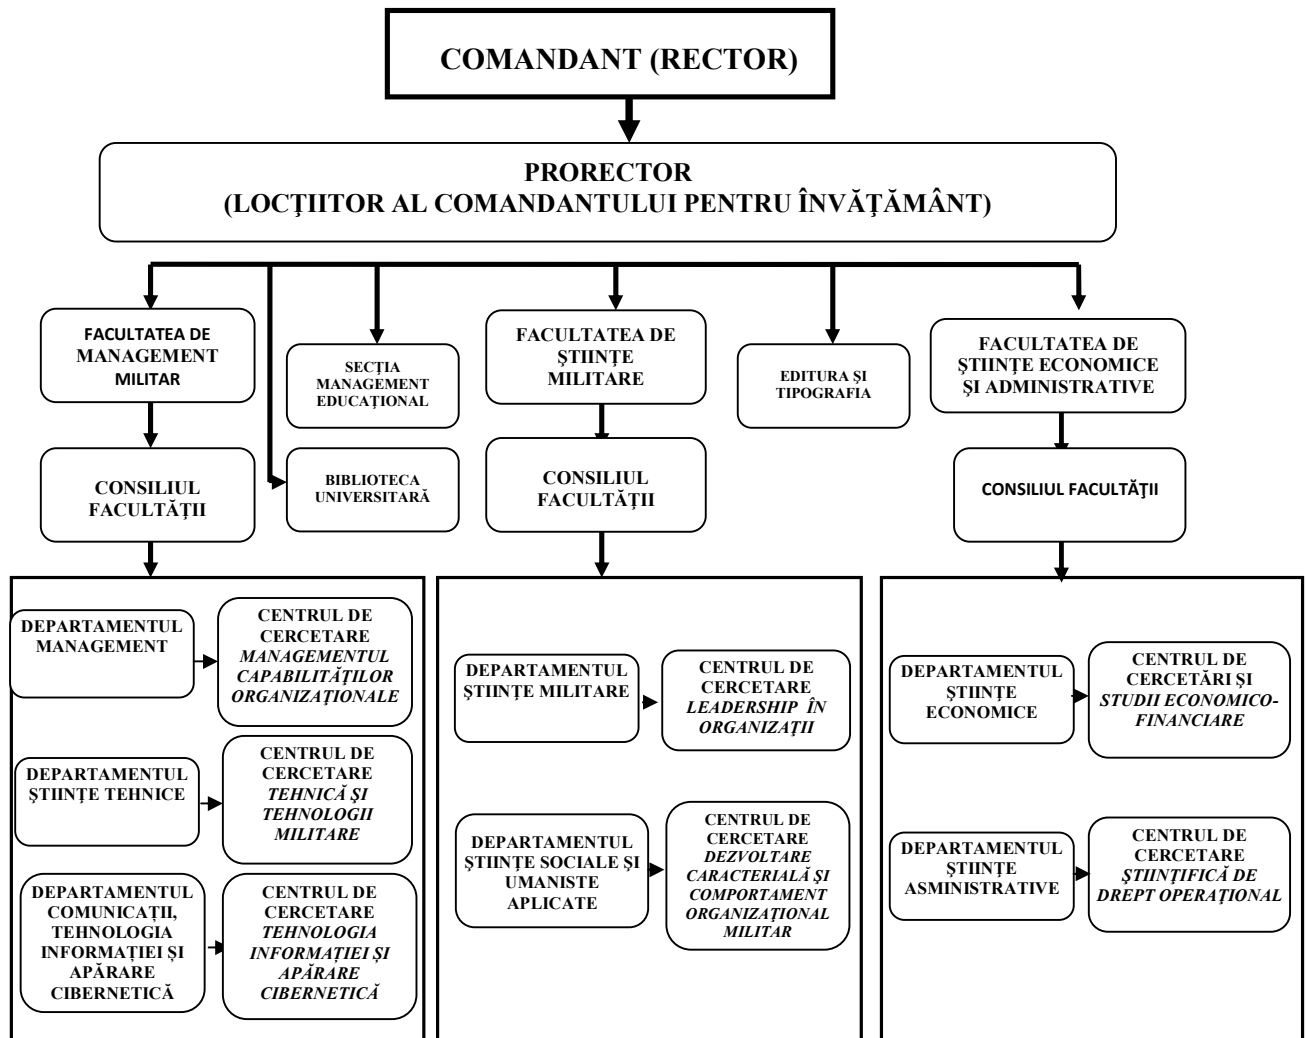 COMANDANT (RECTOR)
PRORECTOR
(LOCŢIITOR AL COMANDANTULUI PENTRU ÎNVĂŢĂMÂNT)
FACULTATEA DE
MANAGEMENT
MILITAR
SECŢIA
MANAGEMENT
EDUCAŢIONAL
FACULTATEA DE
ŞTIINŢE
MILITARE
EDITURA ŞI
TIPOGRAFIA
FACULTATEA DE
ŞTIINŢE ECONOMICE
ŞI ADMINISTRATIVE
CONSILIUL
FACULTĂŢII
BIBLIOTECA
UNIVERSITARĂ
CONSILIUL
FACULTĂŢII
CONSILIUL FACULTĂŢII
DEPARTAMENTUL
MANAGEMENT
CENTRUL DE
CERCETARE
MANAGEMENTUL
CAPABILITĂŢILOR
ORGANIZAŢIONALE
DEPARTAMENTUL
ŞTIINŢE TEHNICE
CENTRUL DE
CERCETARE
TEHNICĂ ŞI
TEHNOLOGII
MILITARE
DEPARTAMENTUL
COMUNICAȚII,
TEHNOLOGIA
INFORMAȚIEI ȘI
APĂRARE
CIBERNETICĂ
CENTRUL DE
CERCETARE
TEHNOLOGIA
INFORMAȚIEI ȘI
APĂRARE
CIBERNETICĂ
DEPARTAMENTUL
ŞTIINŢE MILITARE
CENTRUL DE
CERCETARE
LEADERSHIP ÎN
ORGANIZAŢII
DEPARTAMENTUL
ŞTIINŢE SOCIALE ŞI
UMANISTE
APLICATE
CENTRUL DE
CERCETARE
DEZVOLTARE
CARACTERIALĂ ŞI
COMPORTAMENT
ORGANIZAŢIONAL
MILITAR
DEPARTAMENTUL
ŞTIINŢE
ECONOMICE
CENTRUL DE
CERCETĂRI ŞI
STUDII ECONOMICO-
FINANCIARE
DEPARTAMENTUL
ŞTIINŢE
ASMINISTRATIVE
CENTRUL DE
CERCETARE
ŞTIINŢIFICĂ DE
DREPT OPERAŢIONAL